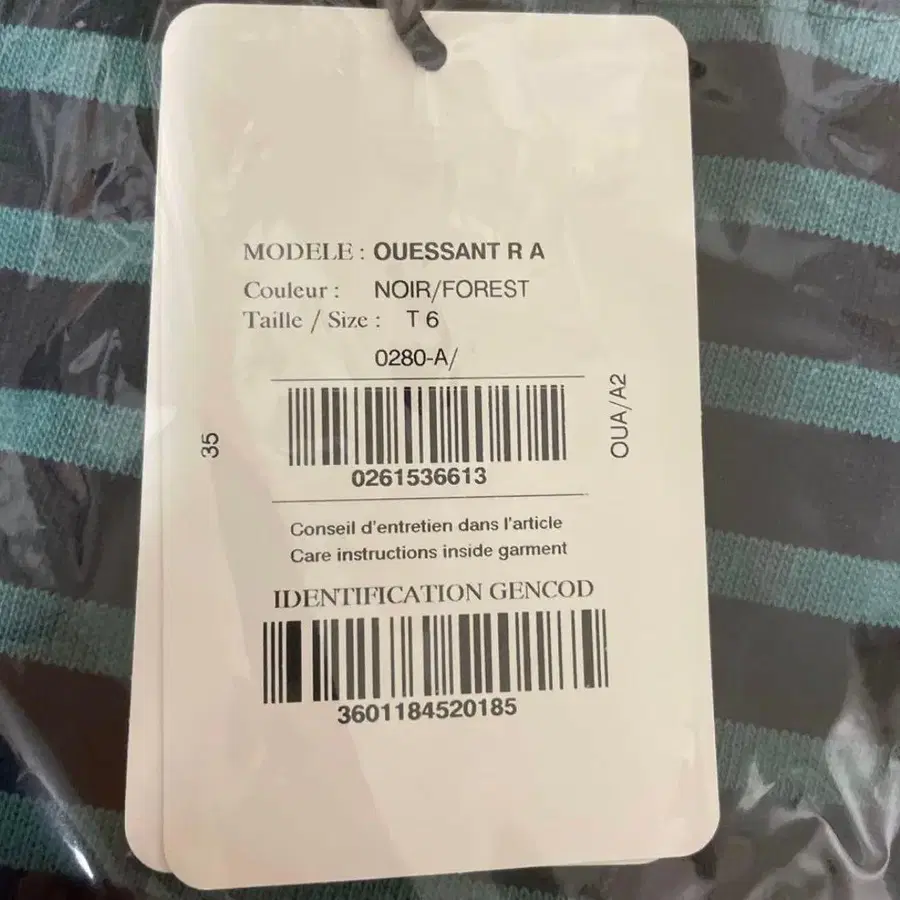 MODELE : OUESSANT R A
Couleur : NOIR/FOREST
Taille / Size : T 6
0280-A/
35
OUA/A2
0261536613
Conseil d'entretien dans l'article
Care instructions inside garment
IDENTIFICATION GENCOD
3601184520185